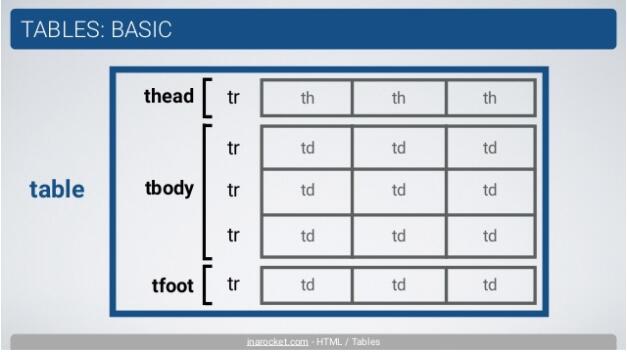 TABLES: BASIC
thead tr th th th
tr td td td
table tbody tr td td td
tr td td td
tfoot tr td td td
inarocket.com - HTML / Tables